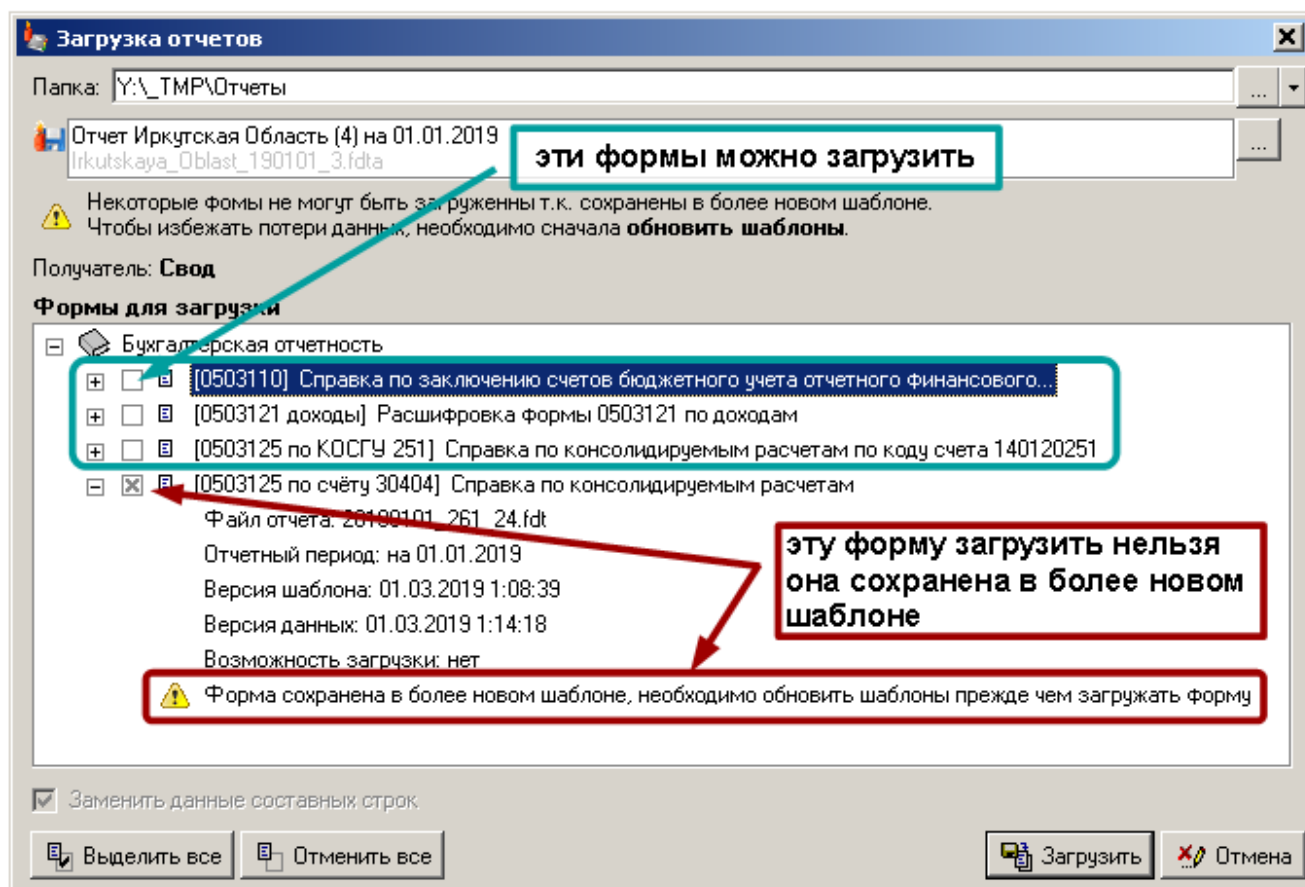 Загрузка отчетов
Папка: Y:\_TMP\Отчеты
...
Отчет Иркутская Область (4) на 01.01.2019
Irkutskaya_Oblast_190101_3.fdta
...
эти формы можно загрузить
Некоторые фомы не могут быть загруженны т.к. сохранены в более новом шаблоне.
Чтобы избежать потери данных, необходимо сначала обновить шаблоны.
Получатель: Свод
Формы для загрузки
Бухгалтерская отчетность
[0503110] Справка по заключению счетов бюджетного учета отчетного финансового...
[0503121 доходы] Расшифровка формы 0503121 по доходам
[0503125 по КОСГУ 251] Справка по консолидируемым расчетам по коду счета 140120251
[0503125 по счёту 30404] Справка по консолидируемым расчетам
Файл отчета: 20190101_261_24.fdt
Отчетный период: на 01.01.2019
Версия шаблона: 01.03.2019 1:08:39
Версия данных: 01.03.2019 1:14:18
Возможность загрузки: нет
эту форму загрузить нельзя
она сохранена в более новом
шаблоне
Форма сохранена в более новом шаблоне, необходимо обновить шаблоны прежде чем загружать форму
Заменить данные составных строк
Выделить все
Отменить все
Загрузить
Отмена